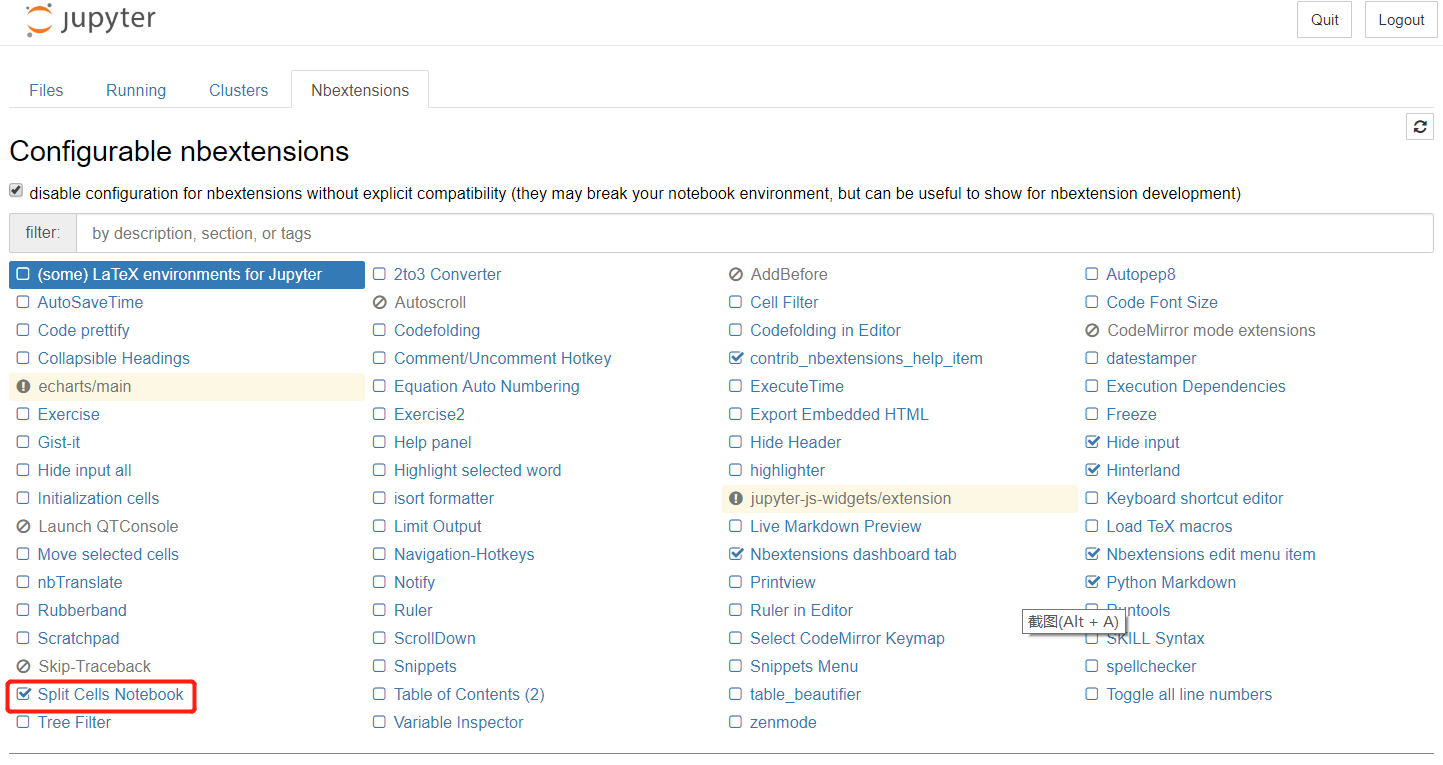 jupyter Quit Logout
Files Running Clusters Nbextensions
Configurable nbextensions
disable configuration for nbextensions without explicit compatibility (they may break your notebook environment, but can be useful to show for nbextension development)
filter: by description, section, or tags
(some) LaTeX environments for Jupyter 2to3 Converter AddBefore Autopep8
AutoSaveTime Autoscroll Cell Filter Code Font Size
Code prettify Codefolding Codefolding in Editor CodeMirror mode extensions
Collapsible Headings Comment/Uncomment Hotkey contrib_nbextensions_help_item datestamper
echarts/main Equation Auto Numbering ExecuteTime Execution Dependencies
Exercise Exercise2 Export Embedded HTML Freeze
Gist-it Help panel Hide Header Hide input
Hide input all Highlight selected word highlighter Hinterland
Initialization cells isort formatter jupyter-js-widgets/extension Keyboard shortcut editor
Launch QTConsole Limit Output Live Markdown Preview Load TeX macros
Move selected cells Navigation-Hotkeys Nbextensions dashboard tab Nbextensions edit menu item
nbTranslate Notify Printview Python Markdown
Rubberband Ruler Ruler in Editor Runtools
截图(Alt + A)
Scratchpad ScrollDown Select CodeMirror Keymap SKILL Syntax
Skip-Traceback Snippets Snippets Menu spellchecker
Split Cells Notebook Table of Contents (2) table_beautifier Toggle all line numbers
Tree Filter Variable Inspector zenmode